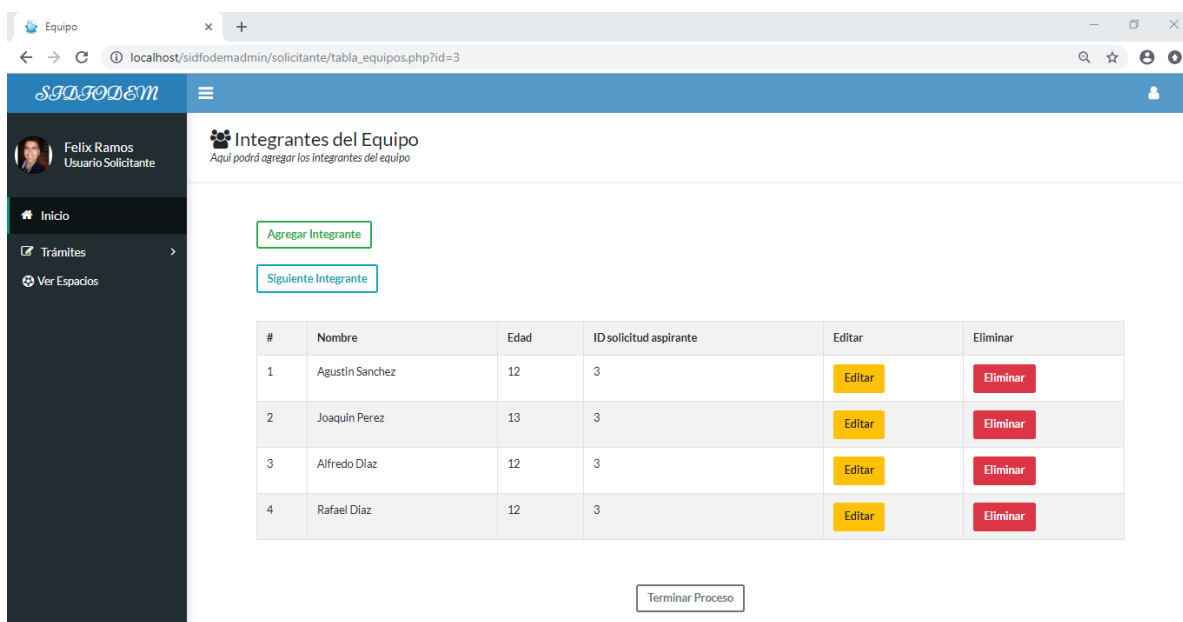 Equipo
localhost/sidfodemadmin/solicitante/tabla_equipos.php?id=3
SIDFODEM
Felix Ramos
Usuario Solicitante
Inicio
Trámites
Ver Espacios
Integrantes del Equipo
Aqui podrá agregar los integrantes del equipo
Agregar Integrante
Siguiente Integrante
# Nombre Edad ID solicitud aspirante Editar Eliminar
1 Agustin Sanchez 12 3 Editar Eliminar
2 Joaquin Perez 13 3 Editar Eliminar
3 Alfredo Diaz 12 3 Editar Eliminar
4 Rafael Diaz 12 3 Editar Eliminar
Terminar Proceso